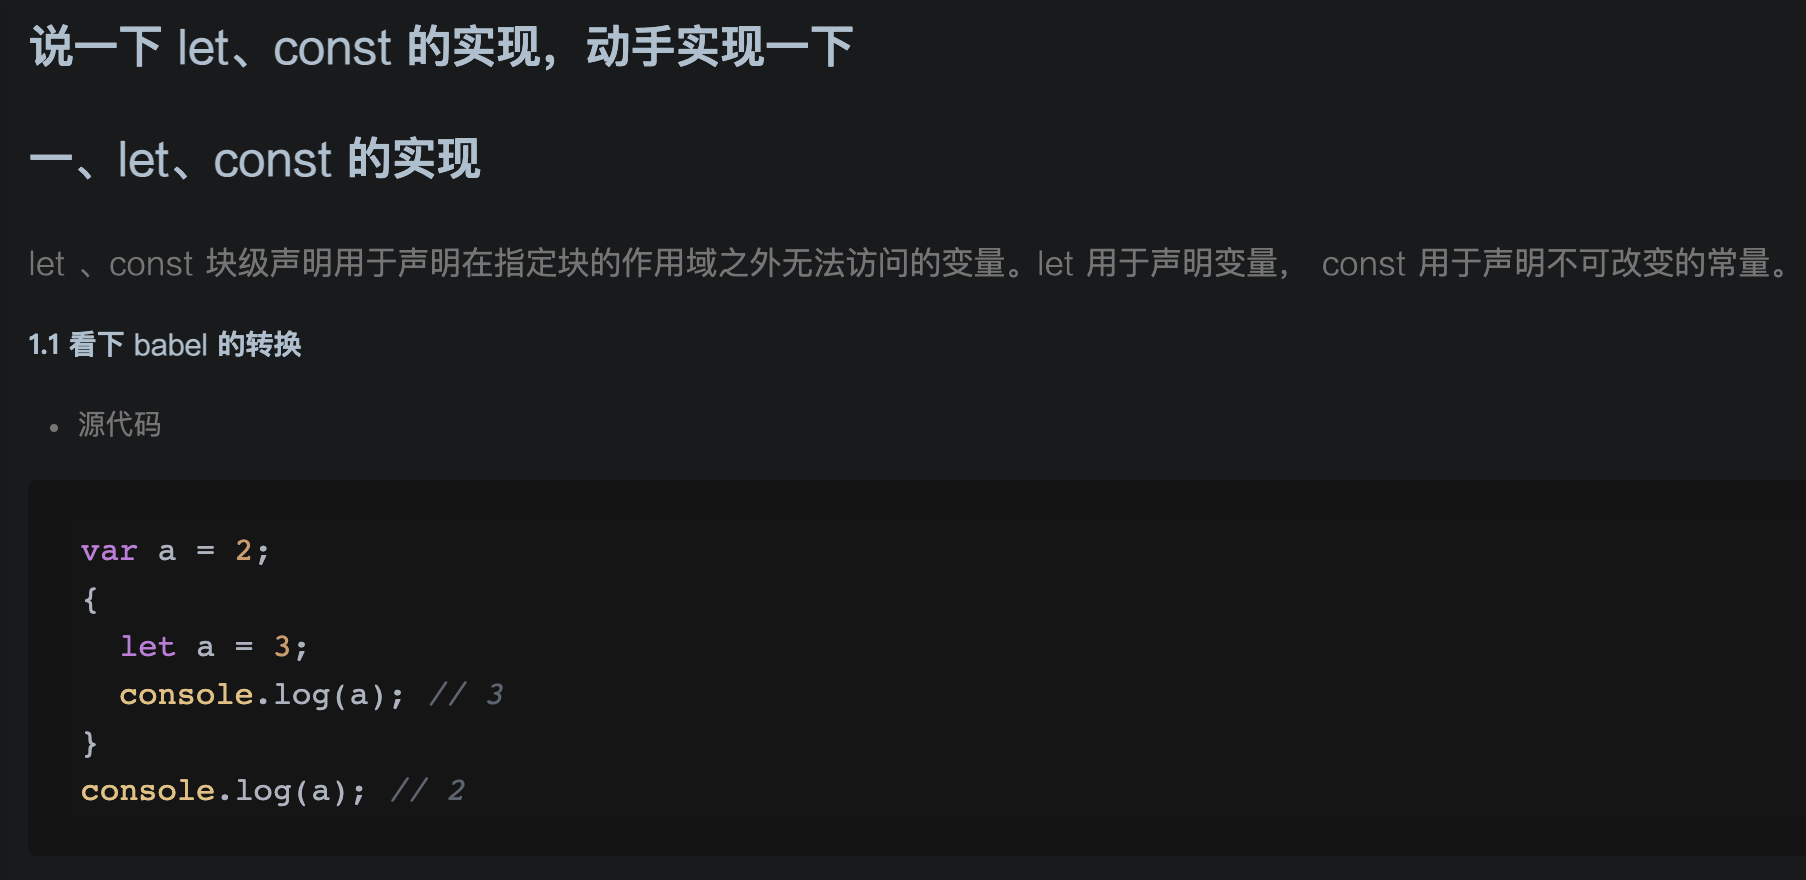 说一下 let、const 的实现，动手实现一下
一、let、const 的实现
let 、const 块级声明用于声明在指定块的作用域之外无法访问的变量。let 用于声明变量， const 用于声明不可改变的常量。
1.1 看下 babel 的转换
• 源代码
var a = 2;
{
  let a = 3;
  console.log(a); // 3
}
console.log(a); // 2